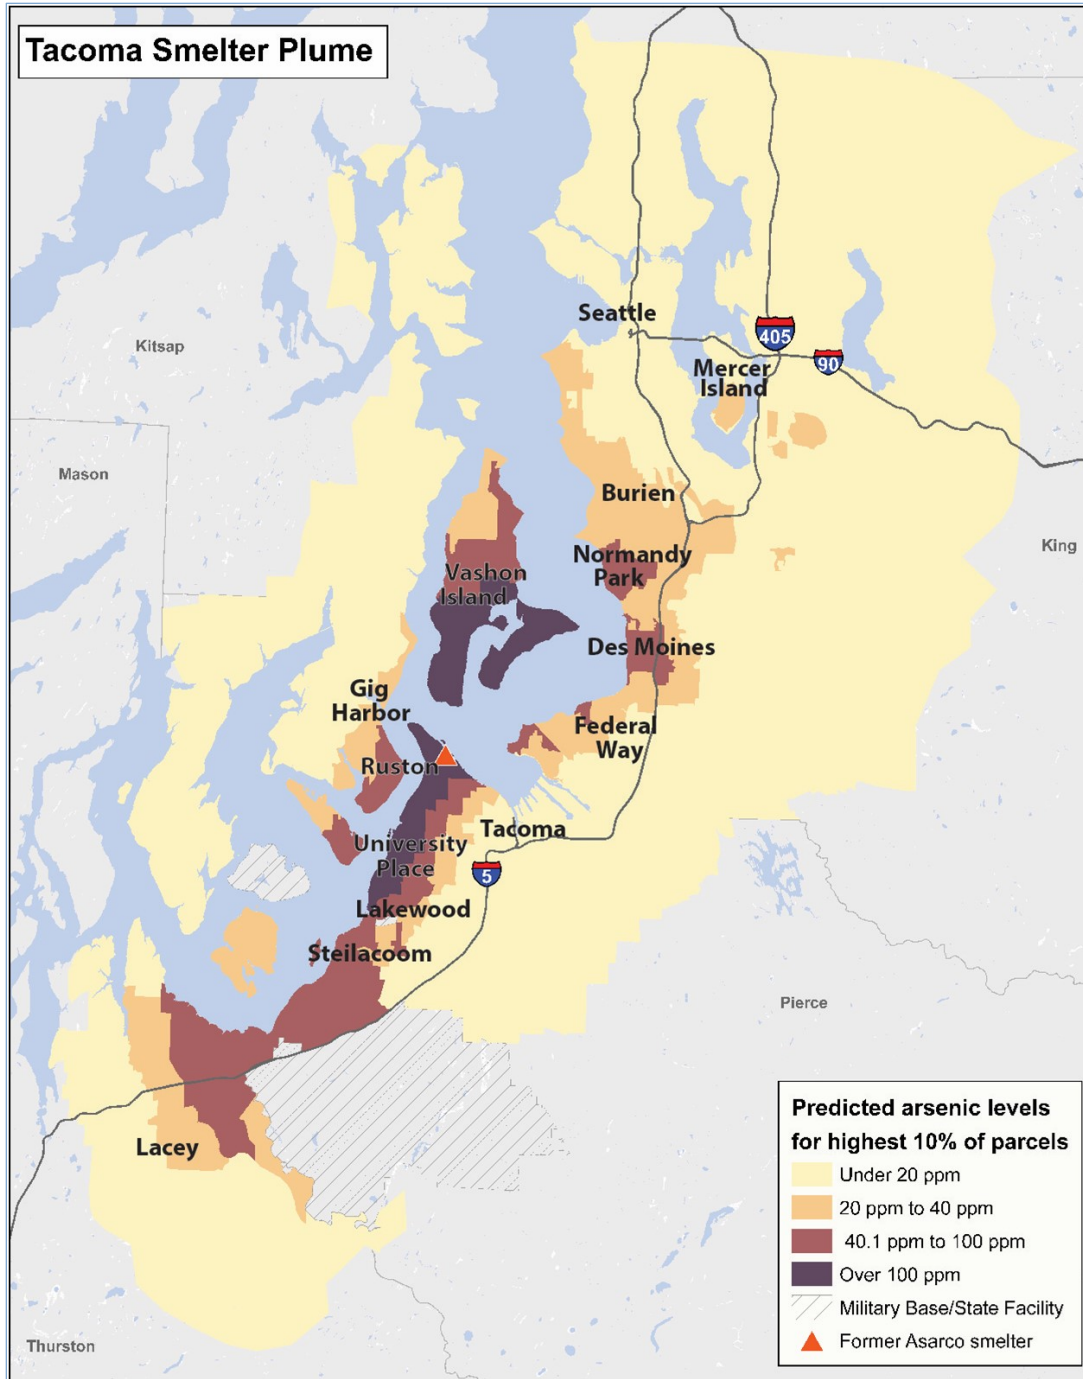 Tacoma Smelter Plume
Seattle
405
90
Kitsap
Mercer
Island
Mason
Burien
King
Normandy
Park
Vashon
Island
Des Moines
Gig
Harbor
Federal
Way
Ruston
Tacoma
University
Place
5
Lakewood
Steilacoom
Pierce
Lacey
Thurston
Predicted arsenic levels
for highest 10% of parcels
Under 20 ppm
20 ppm to 40 ppm
40.1 ppm to 100 ppm
Over 100 ppm
Military Base/State Facility
Former Asarco smelter